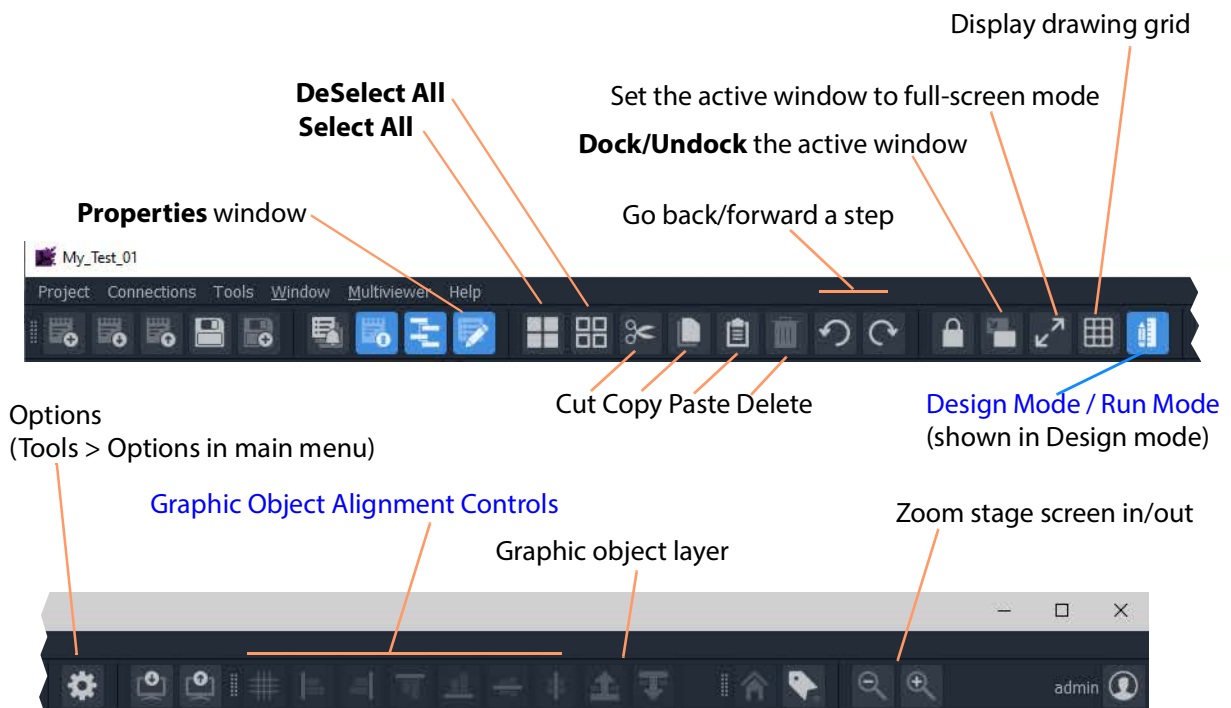 Display drawing grid
DeSelect All
Set the active window to full-screen mode
Select All
Dock/Undock the active window
Properties window
Go back/forward a step
My_Test_01
Project Connections Tools Window Multiviewer Help
Cut Copy Paste Delete
Design Mode / Run Mode
(shown in Design mode)
Options
(Tools > Options in main menu)
Graphic Object Alignment Controls
Zoom stage screen in/out
Graphic object layer
admin